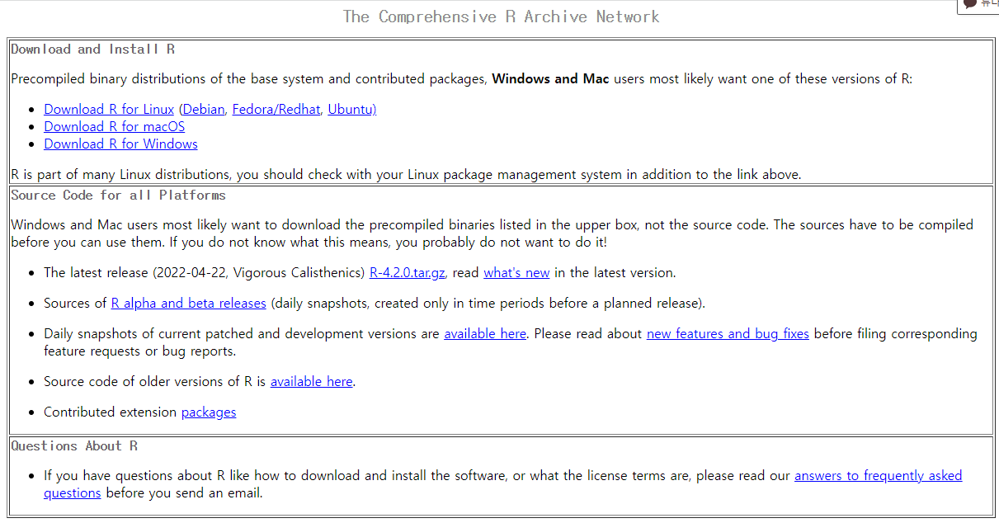 The Comprehensive R Archive Network
Download and Install R
Precompiled binary distributions of the base system and contributed packages, Windows and Mac users most likely want one of these versions of R:
Download R for Linux (Debian, Fedora/Redhat, Ubuntu)
Download R for macOS
Download R for Windows
R is part of many Linux distributions, you should check with your Linux package management system in addition to the link above.
Source Code for all Platforms
Windows and Mac users most likely want to download the precompiled binaries listed in the upper box, not the source code. The sources have to be compiled
before you can use them. If you do not know what this means, you probably do not want to do it!
The latest release (2022-04-22, Vigorous Calisthenics) R-4.2.0.tar.gz, read what's new in the latest version.
Sources of R alpha and beta releases (daily snapshots, created only in time periods before a planned release).
Daily snapshots of current patched and development versions are available here. Please read about new features and bug fixes before filing corresponding
feature requests or bug reports.
Source code of older versions of R is available here.
Contributed extension packages
Questions About R
If you have questions about R like how to download and install the software, or what the license terms are, please read our answers to frequently asked
questions before you send an email.